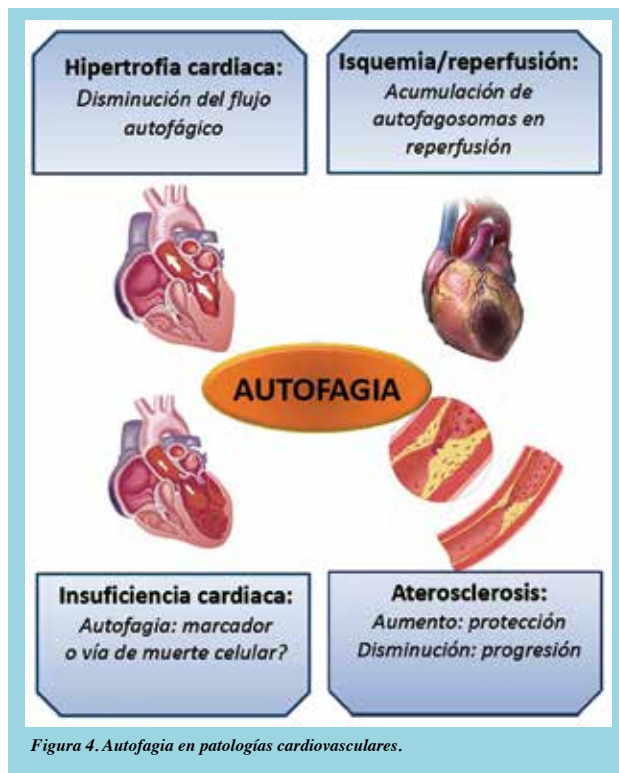 Hipertrofia cardiaca:
Disminución del flujo
autofágico
Isquemia/reperfusión:
Acumulación de
autofagosomas en
reperfusión
AUTOFAGIA
Insuficiencia cardiaca:
Autofagia: marcador
o vía de muerte celular?
Aterosclerosis:
Aumento: protección
Disminución: progresión
Figura 4. Autofagia en patologías cardiovasculares.